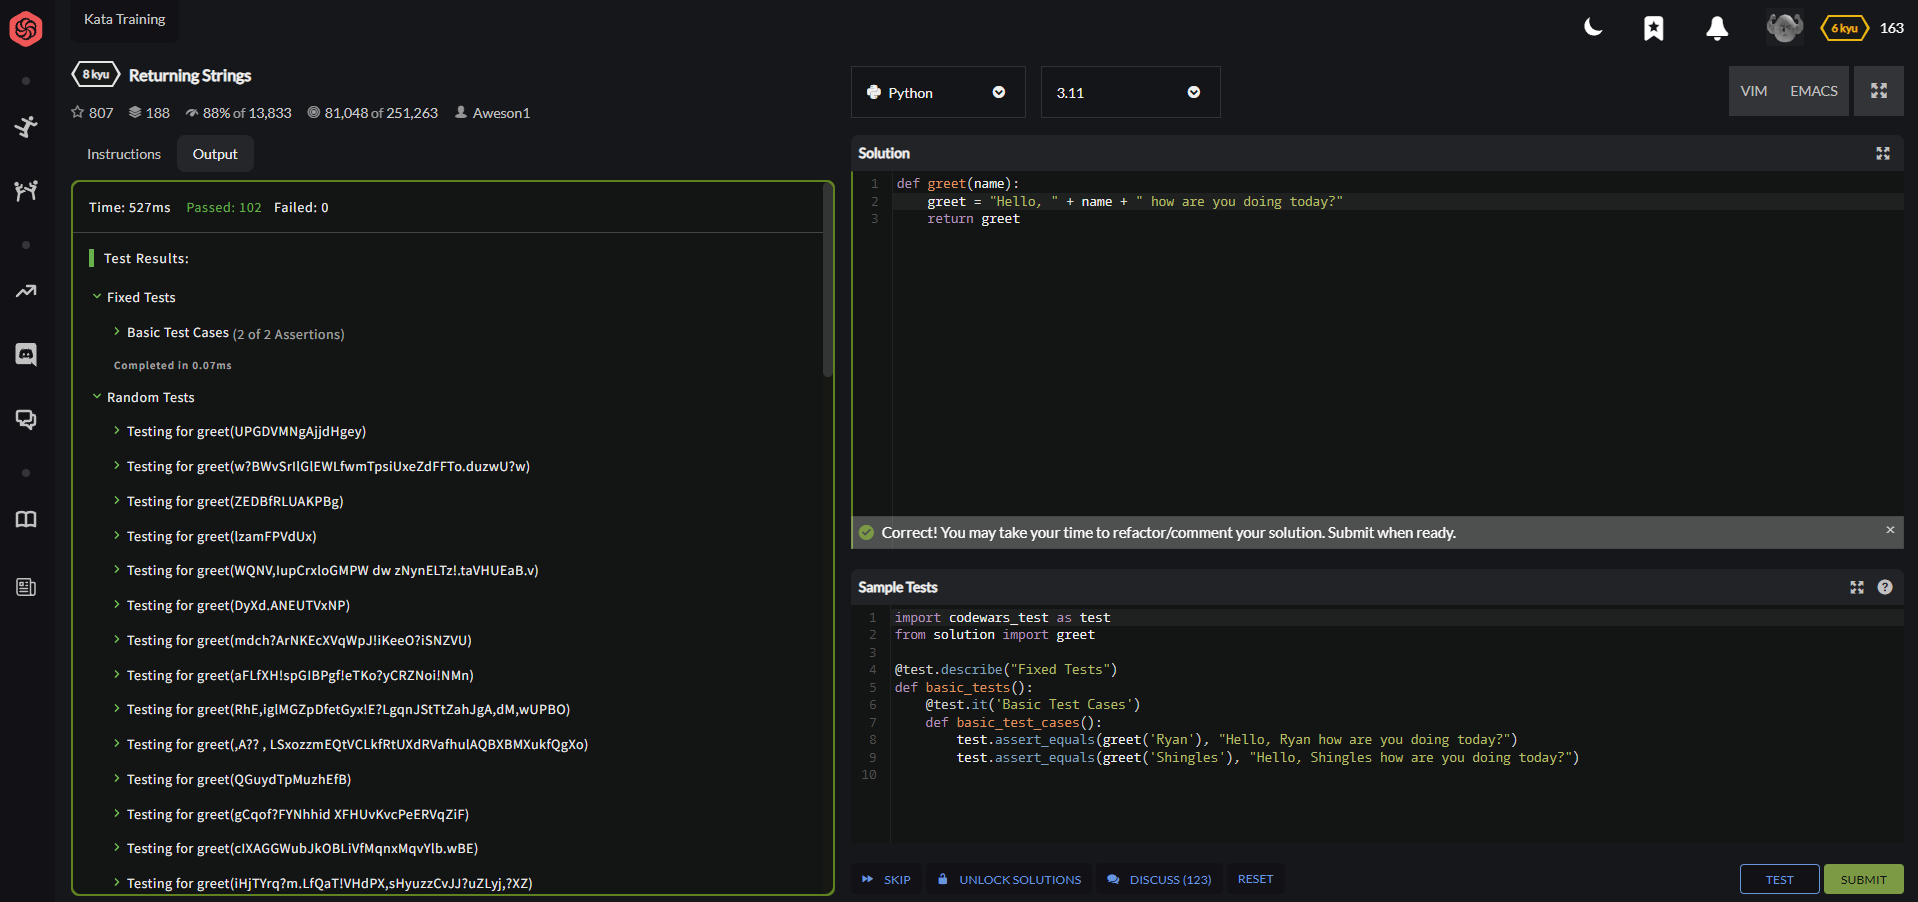 Kata Training
6 kyu 163
8 kyu Returning Strings
807 188 88% of 13,833 81,048 of 251,263 Aweson1
Instructions Output
Time: 527ms Passed: 102 Failed: 0
Test Results:
Fixed Tests
Basic Test Cases (2 of 2 Assertions)
Completed in 0.07ms
Random Tests
Testing for greet(UPGDVMNgAjjdHgey)
Testing for greet(w?BWvSrIlGlEWLfwmTpsiUxeZdFFTo.duzwU?w)
Testing for greet(ZEDBfRLUAKPBg)
Testing for greet(lzamFPVdUx)
Testing for greet(WQNV,IupCrxloGMPW dw zNynELTz!.taVHUEaB.v)
Testing for greet(DyXd.ANEUTVxNP)
Testing for greet(mdch?ArNKEcXVqWpJ!iKeeO?iSNZVU)
Testing for greet(aFLfXH!spGIBPgf!eTKo?yCRZNoi!NMn)
Testing for greet(RhE,iglMGZpDfetGyx!E?LgqnJStTtZahJgA,dM,wUPBO)
Testing for greet(,A?? , LSxozzmEQtVCLkfRtUXdRVafhulAQBXBMXukfQgXo)
Testing for greet(QGuydTpMuzhEfB)
Testing for greet(gCqof?FYNhhid XFHUvKvcPeERVqZiF)
Testing for greet(cIXAGGWubJkOBLiVfMqnxMqvYlb.wBE)
Testing for greet(iHjTYrq?m.LfQaT!VHdPX,sHyuzzCvJJ?uZLyj,?XZ)
Python 3.11 VIM EMACS
Solution
1 def greet(name):
2 greet = "Hello, " + name + " how are you doing today?"
3 return greet
Correct! You may take your time to refactor/comment your solution. Submit when ready. ×
Sample Tests ?
1 import codewars_test as test
2 from solution import greet
3
4 @test.describe("Fixed Tests")
5 def basic_tests():
6 @test.it('Basic Test Cases')
7 def basic_test_cases():
8 test.assert_equals(greet('Ryan'), "Hello, Ryan how are you doing today?")
9 test.assert_equals(greet('Shingles'), "Hello, Shingles how are you doing today?")
10
SKIP UNLOCK SOLUTIONS DISCUSS (123) RESET TEST SUBMIT